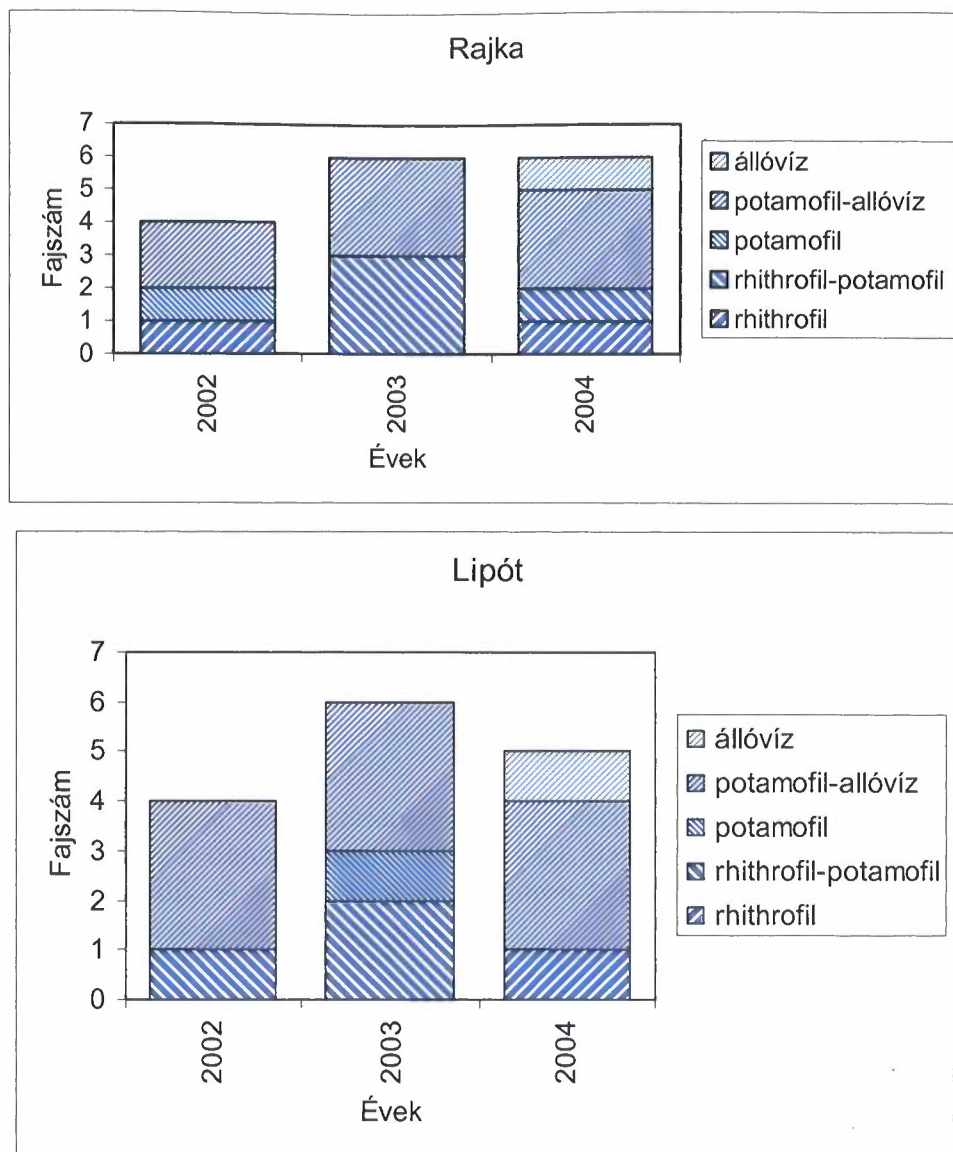 Rajka
7
6
5
4
3
2
1
0
Fajszám
2002
2003
2004
Évek
állóvíz
potamofil-allóvíz
potamofil
rhithrofil-potamofil
rhithrofil
Lipót
7
6
5
4
3
2
1
0
Fajszám
2002
2003
2004
Évek
állóvíz
potamofil-allóvíz
potamofil
rhithrofil-potamofil
rhithrofil